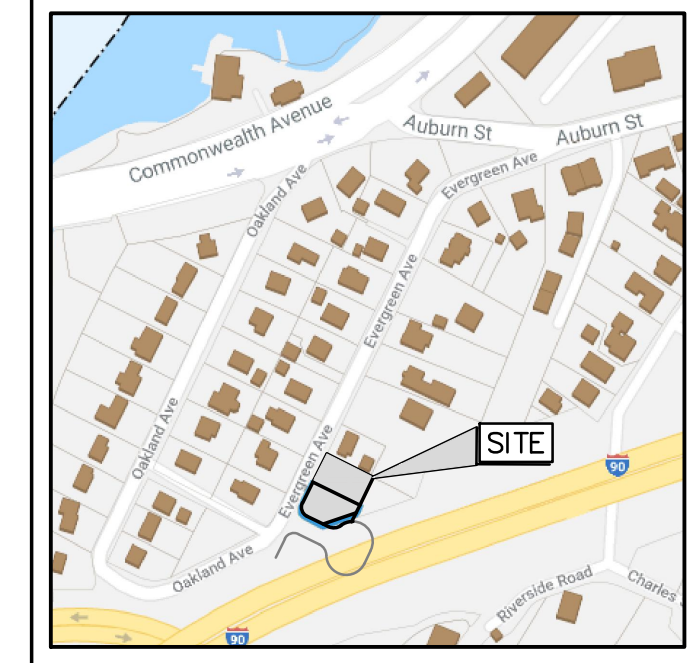 Commonwealth Avenue
Auburn St
Auburn St
Evergreen Ave
Oakland Ave
Evergreen Ave
Oakland Ave
Evergreen Ave
SITE
90
Oakland Ave
Riverside Road
Charles
90